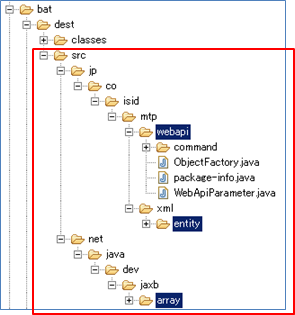 bat
dest
classes
src
jp
co
isid
mtp
webapi
command
ObjectFactory.java
package-info.java
WebApiParameter.java
xml
entity
net
java
dev
jaxb
array